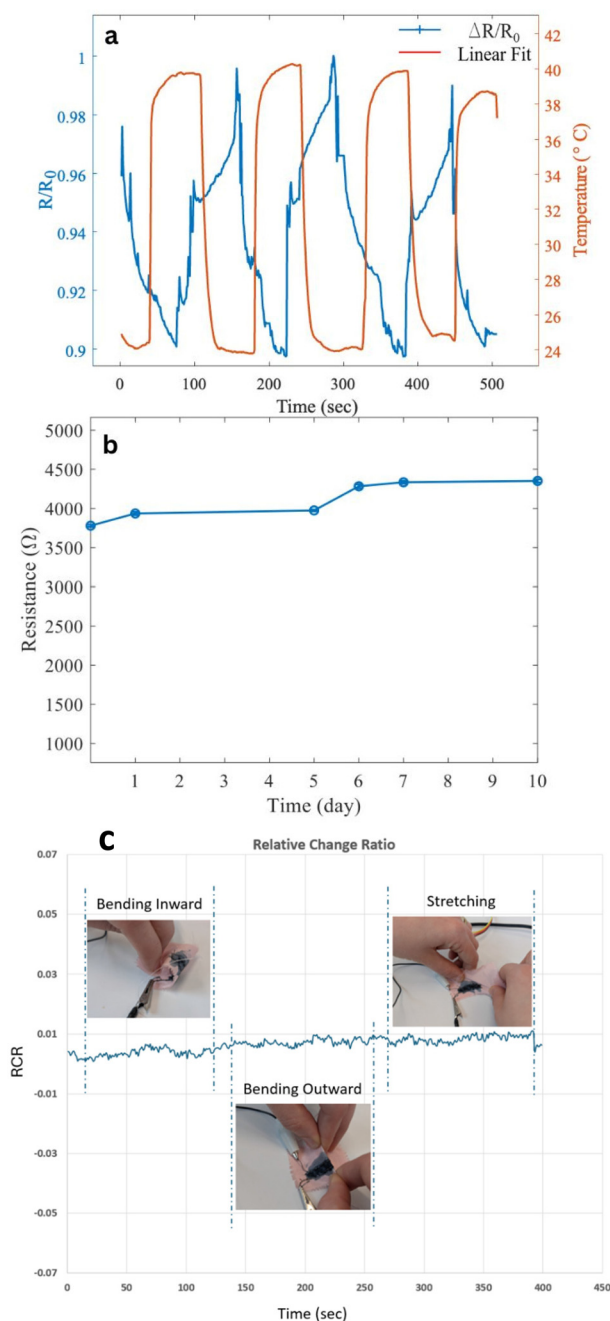 a
ΔR/R₀
Linear Fit
R/R₀
1
0.98
0.96
0.94
0.92
0.9
40
38
36
34
32
30
28
26
24
Temperature ( ° C)
0 100 200 300 400 500
Time (sec)
b
Resistance (Ω)
5000
4500
4000
3500
3000
2500
2000
1500
1000
1 2 3 4 5 6 7 8 9 10
Time (day)
c
Relative Change Ratio
RCR
0.07
0.05
0.03
0.01
-0.01
-0.03
-0.05
-0.07
Bending Inward
Stretching
Bending Outward
0 50 100 150 200 250 300 350 400 450
Time (sec)